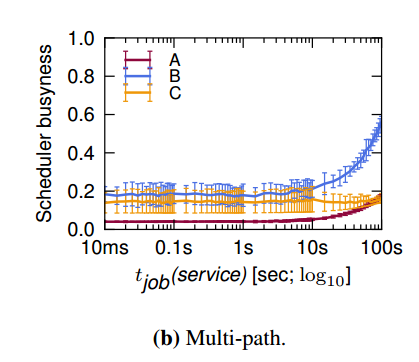 1.0
0.8
0.6
0.4
0.2
0.0
Scheduler busyness
A
B
C
10ms 0.1s 1s 10s 100s
t_job(service) [sec; log₁₀]
(b) Multi-path.